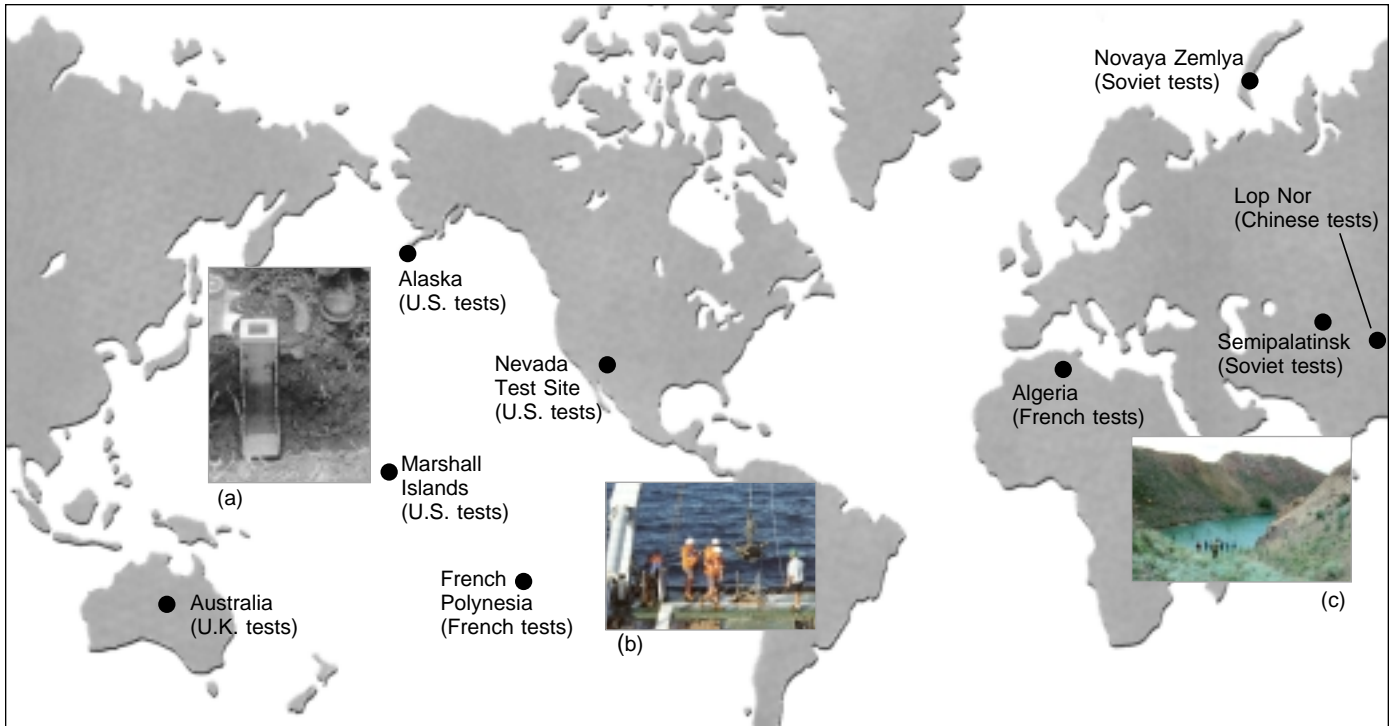 Novaya Zemlya
(Soviet tests)
Lop Nor
(Chinese tests)
Alaska
(U.S. tests)
Semipalatinsk
(Soviet tests)
Nevada
Test Site
(U.S. tests)
Algeria
(French tests)
Marshall
Islands
(U.S. tests)
(a)
French
Polynesia
(French tests)
Australia
(U.K. tests)
(b)
(c)